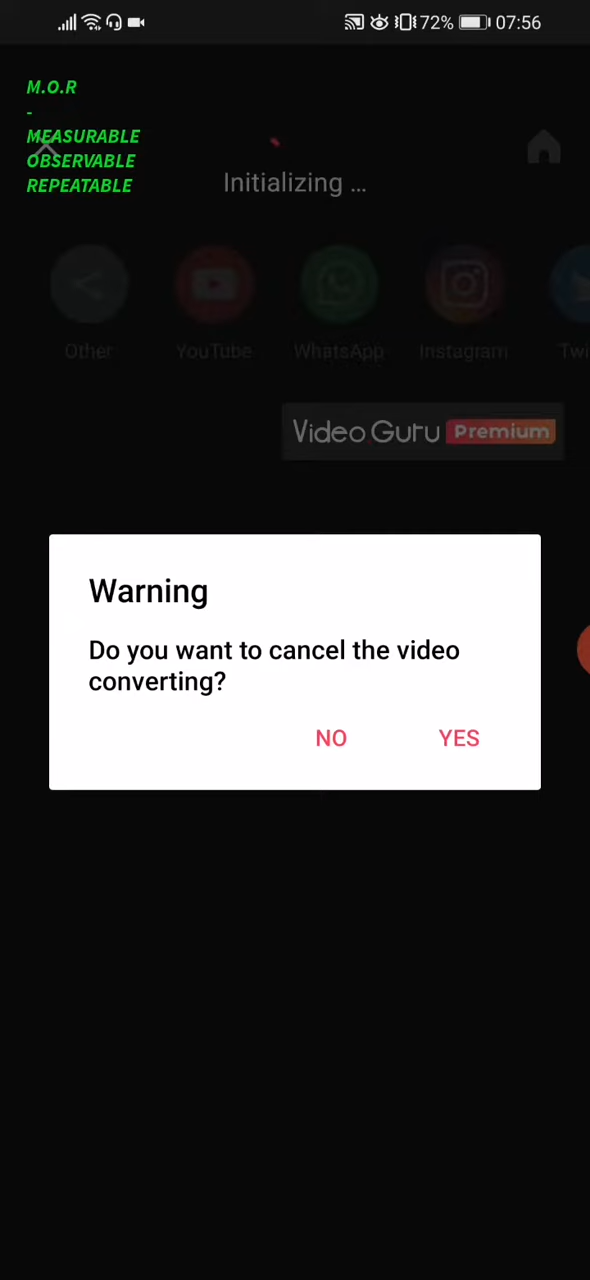 72% 07:56
M.O.R
-
MEASURABLE
OBSERVABLE
REPEATABLE
Initializing ...
Other YouTube WhatsApp Instagram Twi
Video Guru Premium
Warning
Do you want to cancel the video
converting?
NO YES